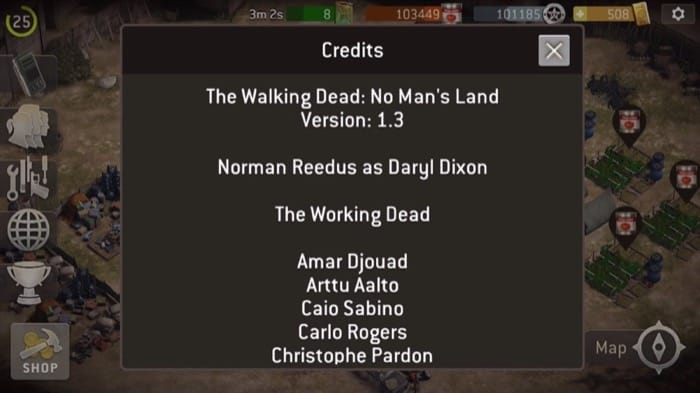 25
3m 2s
8
103449
101185
508
Credits
The Walking Dead: No Man's Land
Version: 1.3
Norman Reedus as Daryl Dixon
The Working Dead
Amar Djouad
Arttu Aalto
Caio Sabino
Carlo Rogers
Christophe Pardon
Map
SHOP